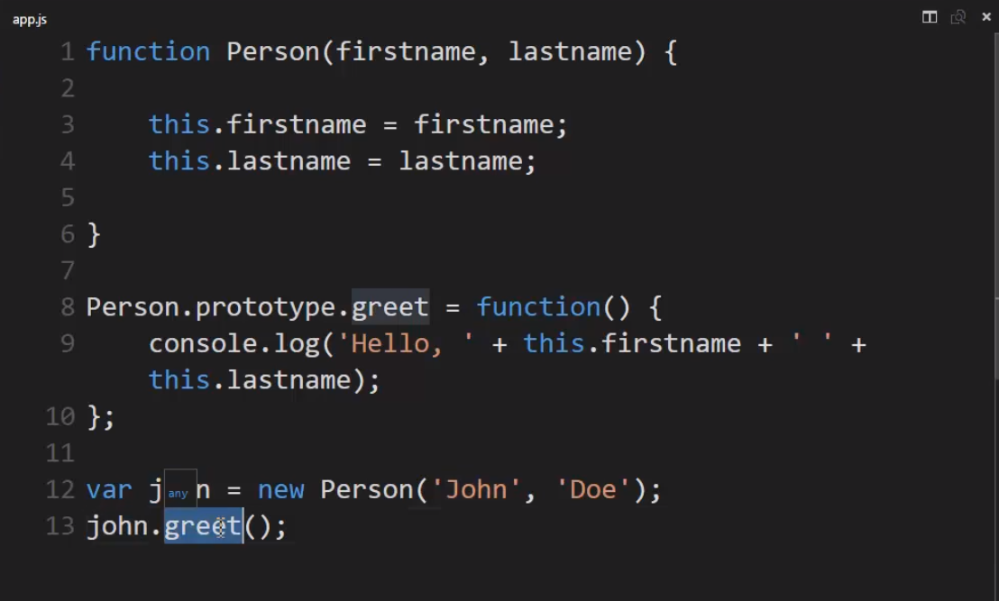 app.js
1 function Person(firstname, lastname) {
2
3 this.firstname = firstname;
4 this.lastname = lastname;
5
6 }
7
8 Person.prototype.greet = function() {
9 console.log('Hello, ' + this.firstname + ' ' +
this.lastname);
10 };
11
any
12 var j n = new Person('John', 'Doe');
13 john.greet();